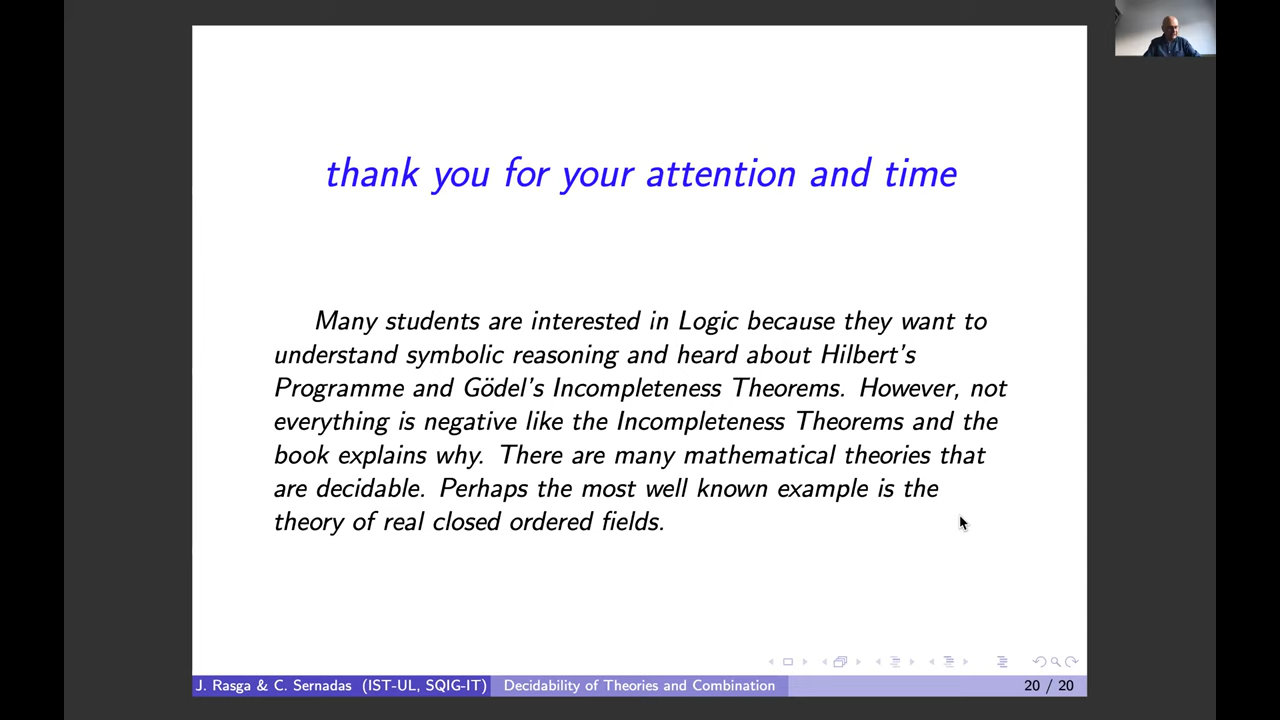 thank you for your attention and time
Many students are interested in Logic because they want to
understand symbolic reasoning and heard about Hilbert's
Programme and Gödel's Incompleteness Theorems. However, not
everything is negative like the Incompleteness Theorems and the
book explains why. There are many mathematical theories that
are decidable. Perhaps the most well known example is the
theory of real closed ordered fields.
J. Rasga & C. Sernadas (IST-UL, SQIG-IT) Decidability of Theories and Combination 20 / 20